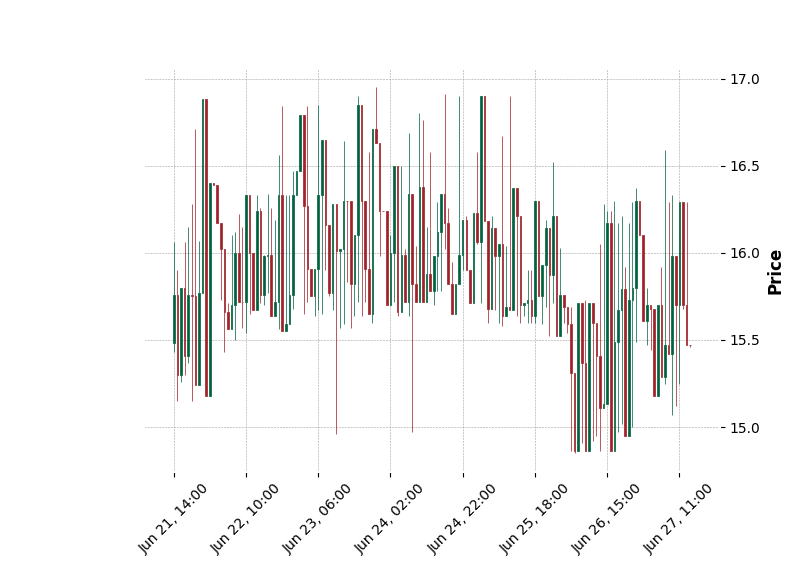 17.0
16.5
16.0
15.5
15.0
Price
Jun 21, 14:00
Jun 22, 10:00
Jun 23, 06:00
Jun 24, 02:00
Jun 24, 22:00
Jun 25, 18:00
Jun 26, 15:00
Jun 27, 11:00